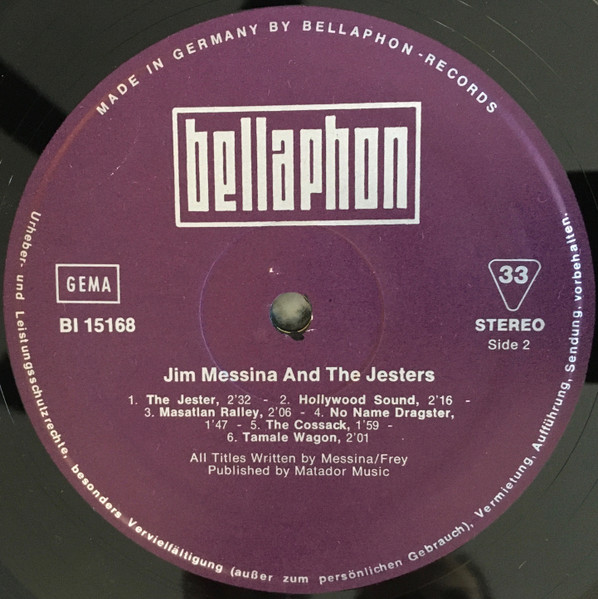 MADE IN GERMANY BY BELLAPHON-RECORDS
bellaphon
GEMA
BI 15168
33
STEREO
Side 2
Jim Messina And The Jesters
1. The Jester, 2'32 - 2. Hollywood Sound, 2'16 -
3. Masatlan Ralley, 2'06 - 4. No Name Dragster,
1'47 - 5. The Cossack, 1'59 -
6. Tamale Wagon, 2'01
All Titles Written by Messina/Frey
Published by Matador Music
Urheber- und Leistungsschutzrechte, besonders Vervielfältigung (außer zum persönlichen Gebrauch), Vermietung, Aufführung, Sendung, vorbehalten.